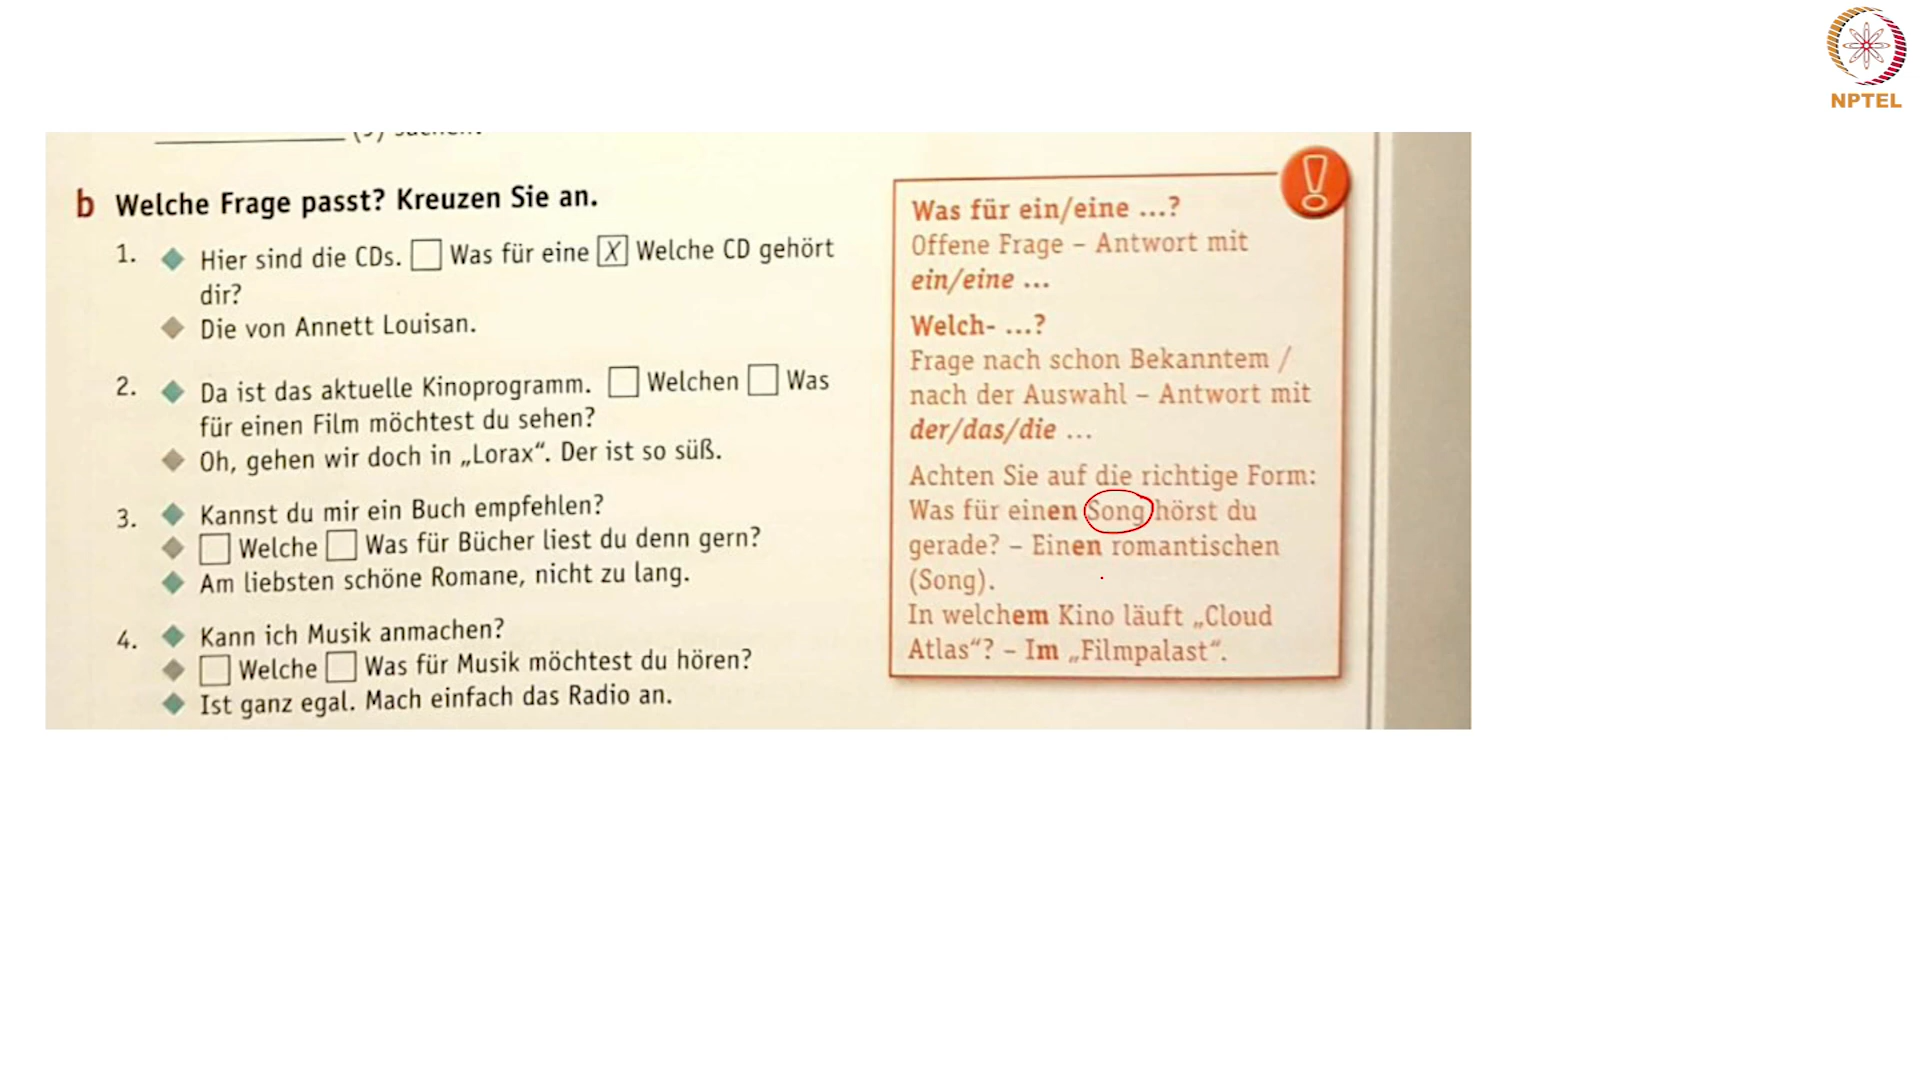 NPTEL
b Welche Frage passt? Kreuzen Sie an.
1. Hier sind die CDs. Was für eine X Welche CD gehört
dir?
Die von Annett Louisan.
2. Da ist das aktuelle Kinoprogramm. Welchen Was
für einen Film möchtest du sehen?
Oh, gehen wir doch in „Lorax“. Der ist so süß.
3. Kannst du mir ein Buch empfehlen?
Welche Was für Bücher liest du denn gern?
Am liebsten schöne Romane, nicht zu lang.
4. Kann ich Musik anmachen?
Welche Was für Musik möchtest du hören?
Ist ganz egal. Mach einfach das Radio an.
Was für ein/eine ...?
Offene Frage – Antwort mit
ein/eine ...
Welch- ...?
Frage nach schon Bekanntem /
nach der Auswahl – Antwort mit
der/das/die ...
Achten Sie auf die richtige Form:
Was für einen Song hörst du
gerade? – Einen romantischen
(Song).
In welchem Kino läuft „Cloud
Atlas“? – Im „Filmpalast“.